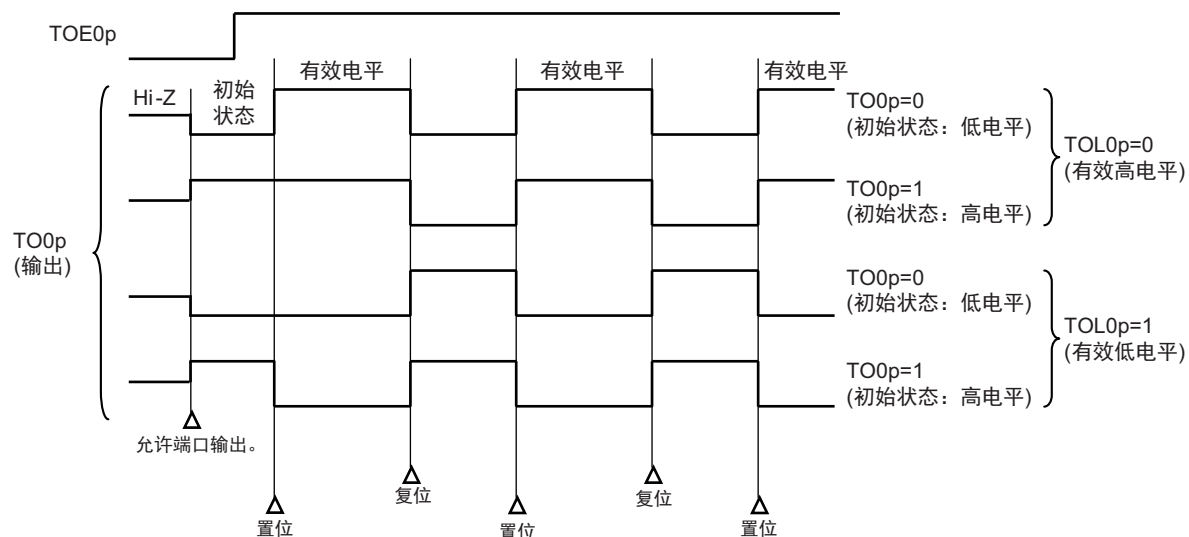 TOE0p
有效电平
有效电平
有效电平
Hi-Z
初始
状态
TO0p=0
(初始状态：低电平)
TOL0p=0
(有效高电平)
TO0p=1
(初始状态：高电平)
TO0p
(输出)
TO0p=0
(初始状态：低电平)
TOL0p=1
(有效低电平)
TO0p=1
(初始状态：高电平)
允许端口输出。
复位
复位
置位
置位
置位